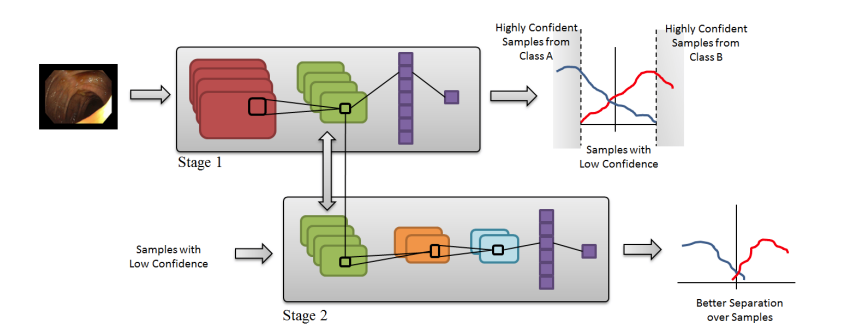 Highly Confident
Samples from
Class A
Highly Confident
Samples from
Class B
Stage 1
Samples with
Low Confidence
Samples with
Low Confidence
Stage 2
Better Separation
over Samples